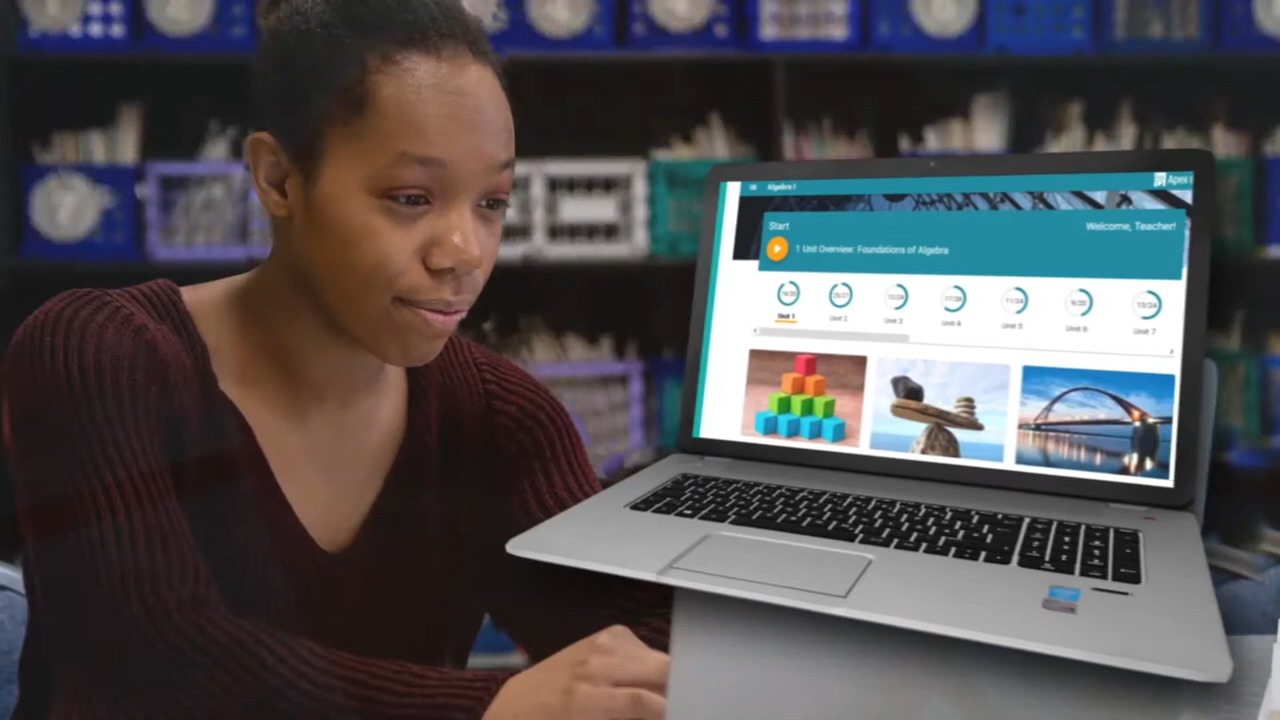 Algebra I
Apex
Start
Welcome, Teacher!
1 Unit Overview: Foundations of Algebra
Unit 1
Unit 2
Unit 3
Unit 4
Unit 5
Unit 6
Unit 7